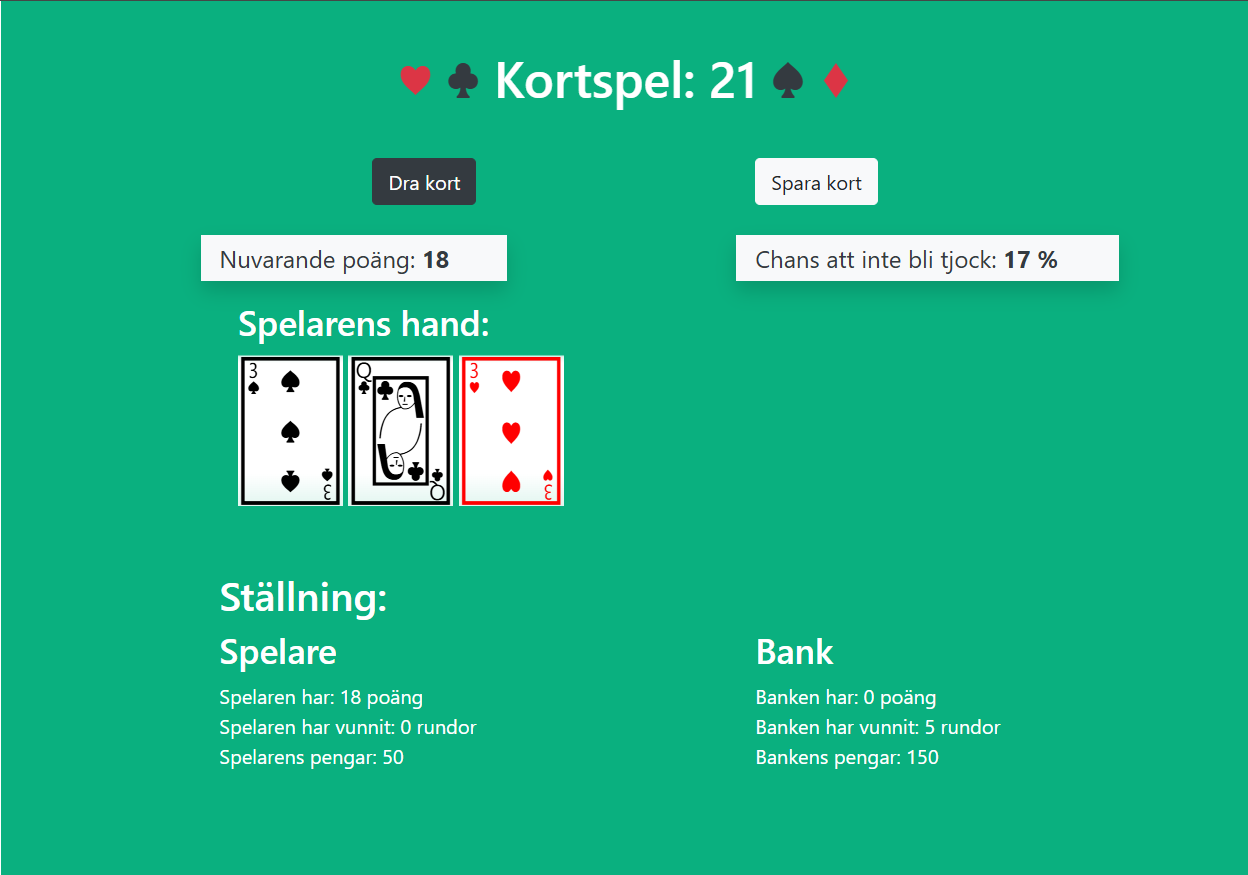 Kortspel: 21
Dra kort
Spara kort
Nuvarande poäng: 18
Chans att inte bli tjock: 17 %
Spelarens hand:
3
Q
3
3
Q
3
Ställning:
Spelare
Bank
Spelaren har: 18 poäng
Banken har: 0 poäng
Spelaren har vunnit: 0 rundor
Banken har vunnit: 5 rundor
Spelarens pengar: 50
Bankens pengar: 150